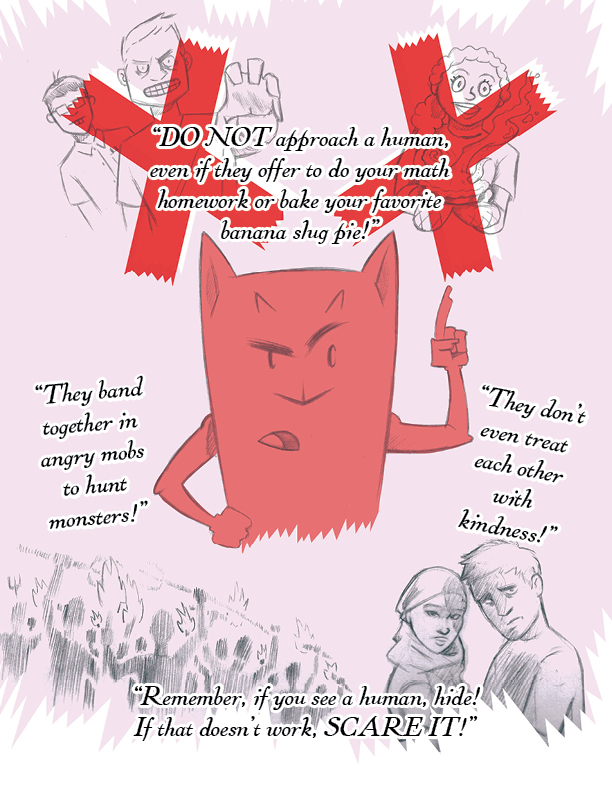 “DO NOT approach a human,
even if they offer to do your math
homework or bake your favorite
banana slug pie!”
“They band
together in
angry mobs
to hunt
monsters!”
“They don’t
even treat
each other
with
kindness!”
“Remember, if you see a human, hide!
If that doesn’t work, SCARE IT!”